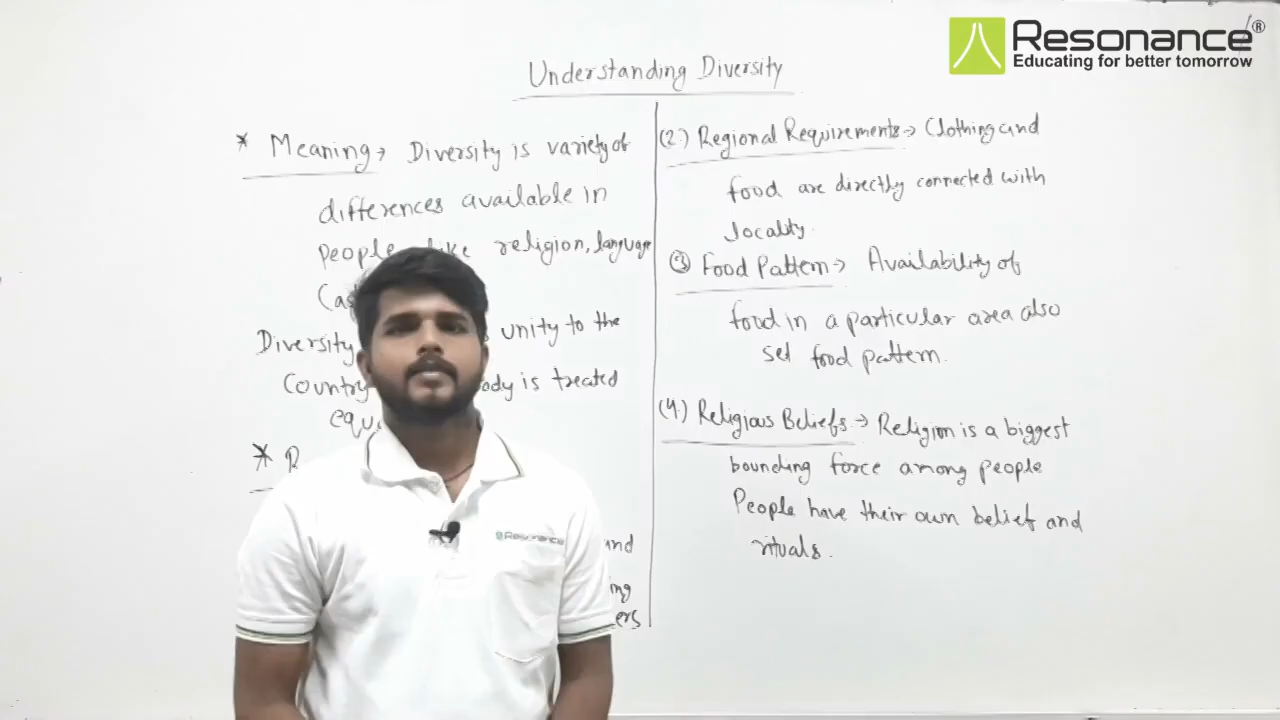 Resonance®
Educating for better tomorrow
Understanding Diversity
* Meaning → Diversity is variety of
differences available in
people like religion, language
Diversity unity to the
Country is treated
*
and
(2.) Regional Requirements → Clothing and
food are directly connected with
locality.
③ Food Pattern → Availability of
food in a particular area also
set food pattern.
(4.) Religious Beliefs → Religion is a biggest
bounding force among people
People have their own belief and
rituals.
Resonance